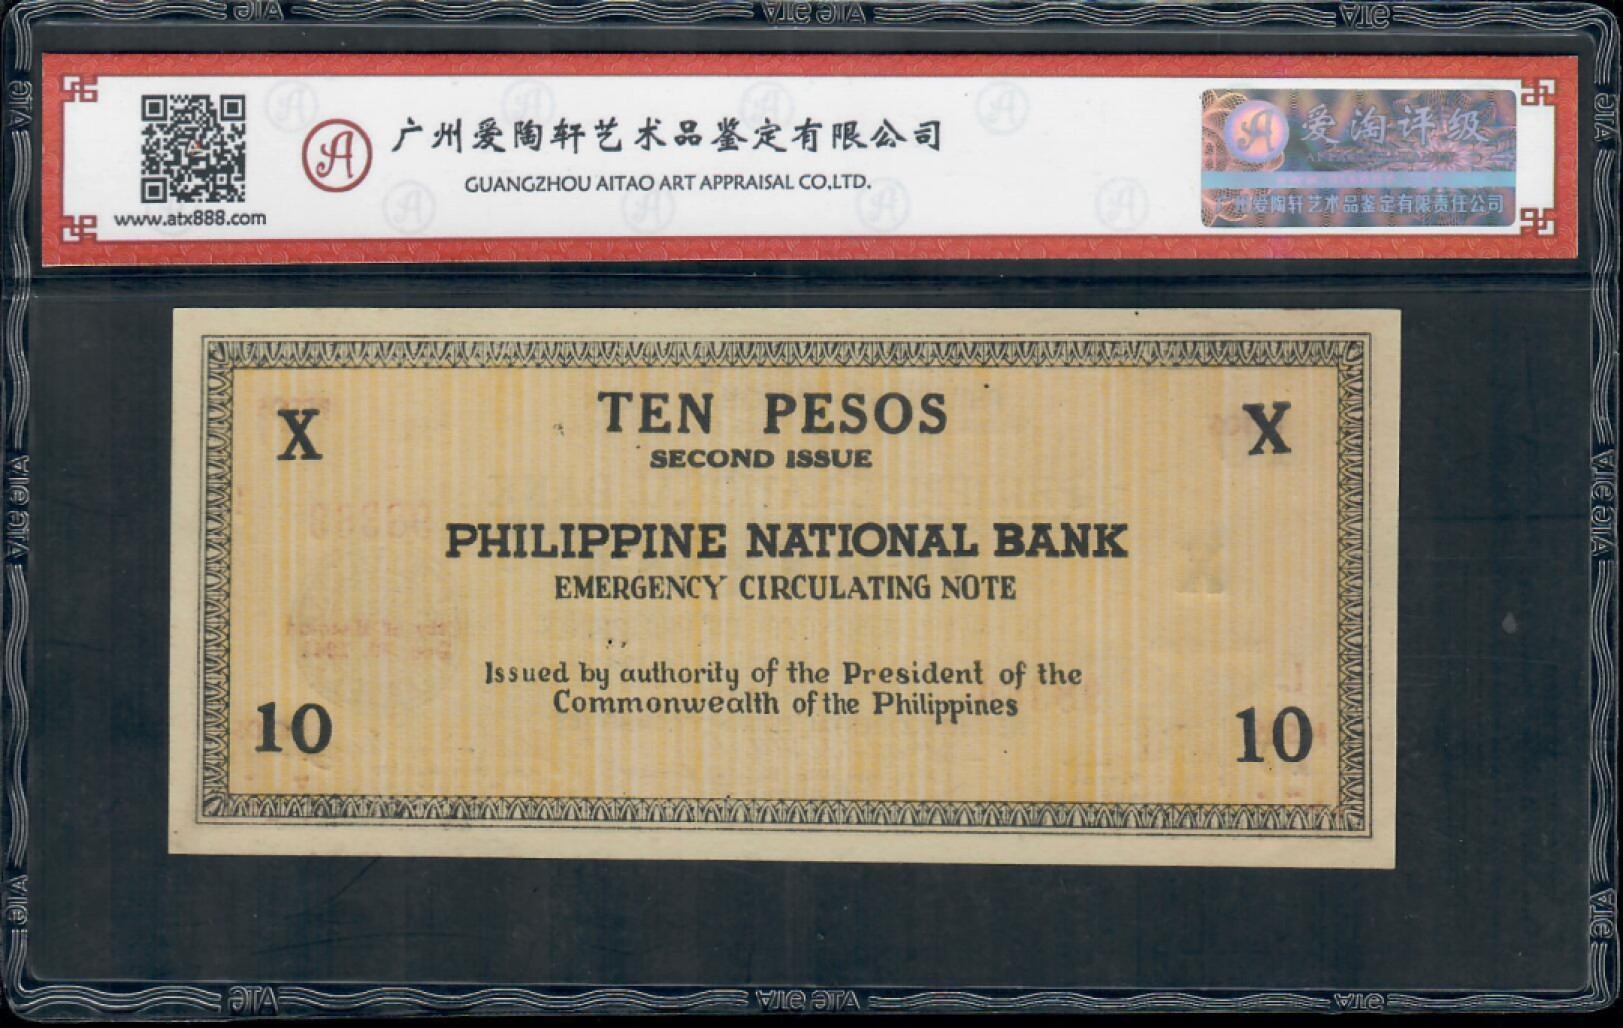 广州爱陶轩艺术品鉴定有限公司
GUANGZHOU AITAO ART APPRAISAL CO.,LTD.
www.atx888.com
爱淘评级
广州爱陶轩艺术品鉴定有限责任公司
X
TEN PESOS
X
SECOND ISSUE
PHILIPPINE NATIONAL BANK
EMERGENCY CIRCULATING NOTE
Issued by authority of the President of the
Commonwealth of the Philippines
10
10